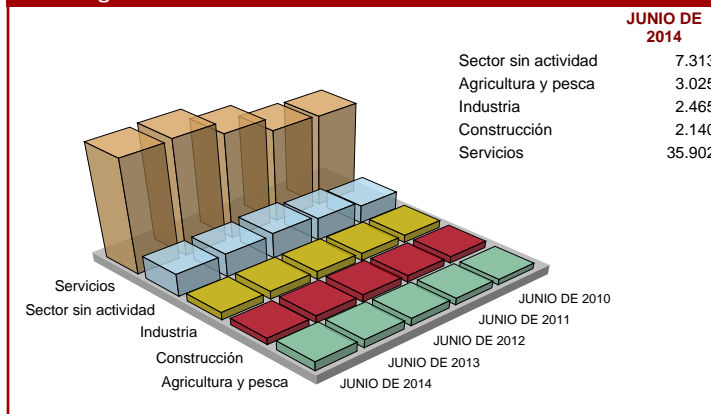 JUNIO DE
2014
Sector sin actividad 7.313
Agricultura y pesca 3.025
Industria 2.465
Construcción 2.140
Servicios 35.902
Servicios
Sector sin actividad
Industria
Construcción
Agricultura y pesca
JUNIO DE 2010
JUNIO DE 2011
JUNIO DE 2012
JUNIO DE 2013
JUNIO DE 2014